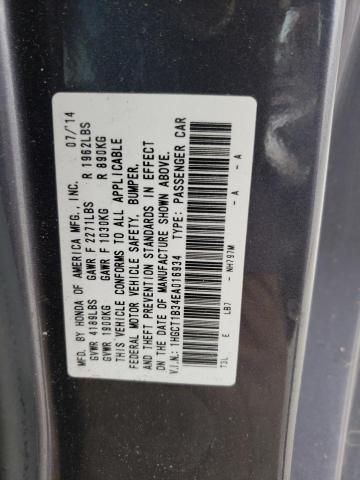 MFD. BY HONDA OF AMERICA MFG., INC. 07/'14
GVWR 4189LBS GAWR F 2271LBS R 1962LBS
GVWR 1900KG GAWR F 1030KG R 890KG
THIS VEHICLE CONFORMS TO ALL APPLICABLE
FEDERAL MOTOR VEHICLE SAFETY, BUMPER,
AND THEFT PREVENTION STANDARDS IN EFFECT
ON THE DATE OF MANUFACTURE SHOWN ABOVE.
V.I.N.: 1HGCT1B34EA016934 TYPE: PASSENGER CAR
T3L E LB7 - NH797M - A - A